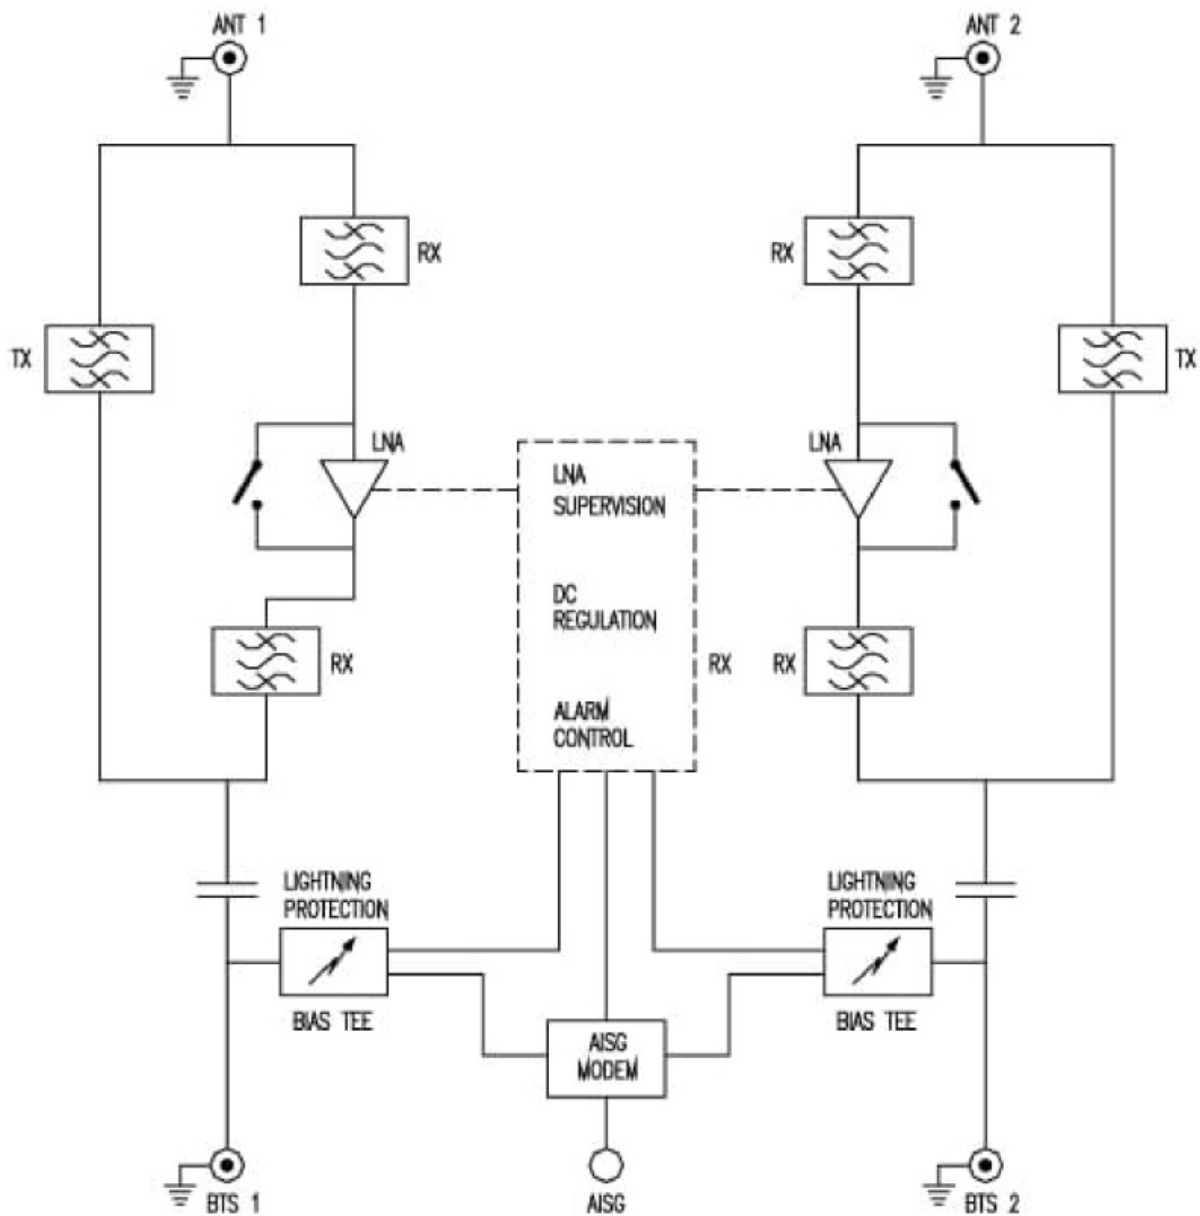 ANT 1
ANT 2
RX
RX
TX
TX
LNA
LNA
LNA
SUPERVISION
DC
REGULATION
RX
RX
RX
ALARM
CONTROL
LIGHTNING
PROTECTION
LIGHTNING
PROTECTION
BIAS TEE
BIAS TEE
AISG
MODEM
BTS 1
AISG
BTS 2